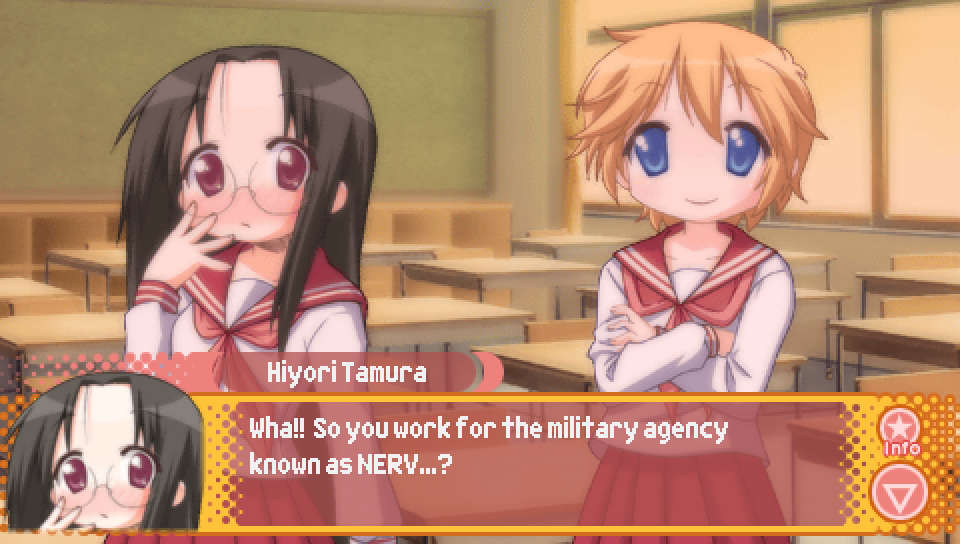 Hiyori Tamura
Wha!! So you work for the military agency
known as NERV...?
Info